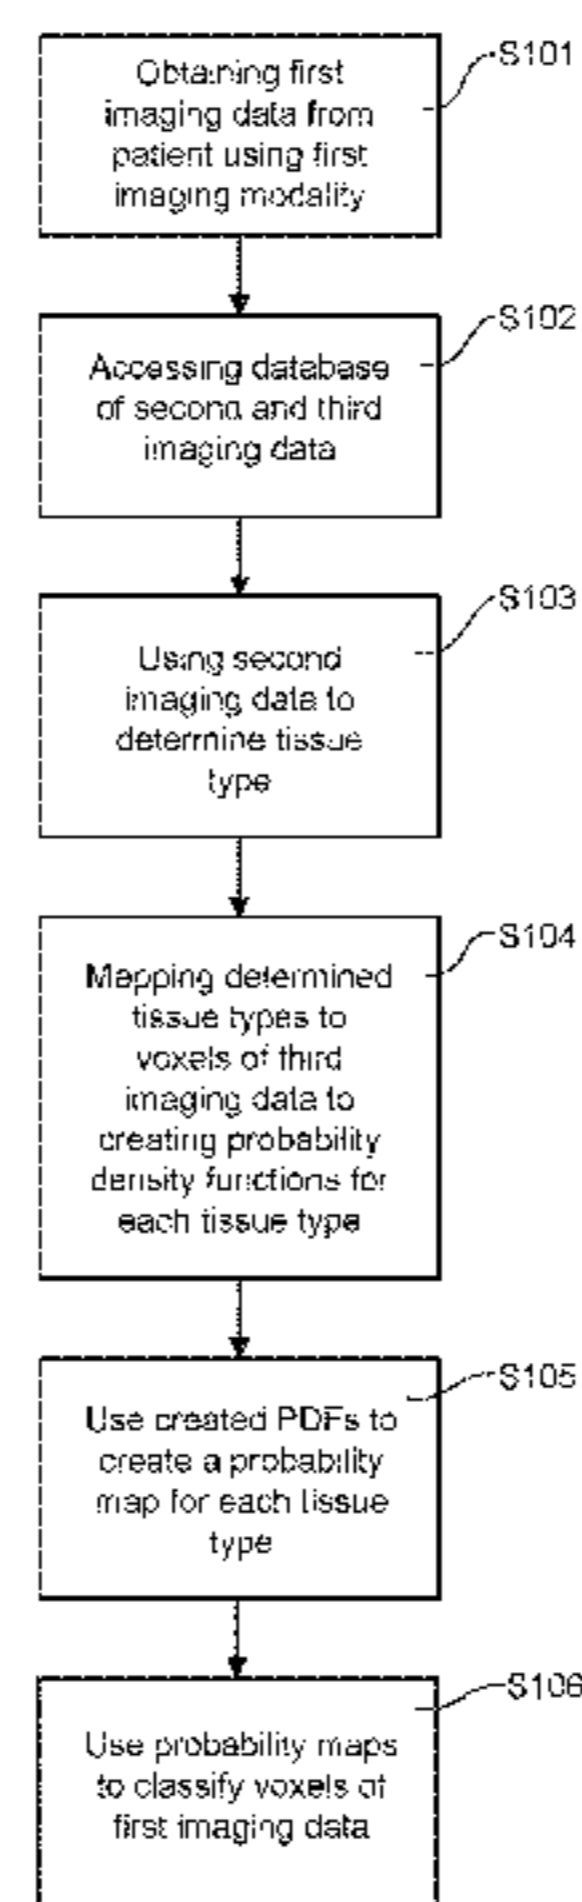 S101
Obtaining first
imaging data from
patient using first
imaging modality
S102
Accessing database
of second and third
imaging data
S103
Using second
imaging data to
determine tissue
type
S104
Mapping determined
tissue types to
voxels of third
imaging data to
creating probability
density functions for
each tissue type
S105
Use created PDFs to
create a probability
map for each tissue
type
S106
Use probability maps
to classify voxels of
first imaging data